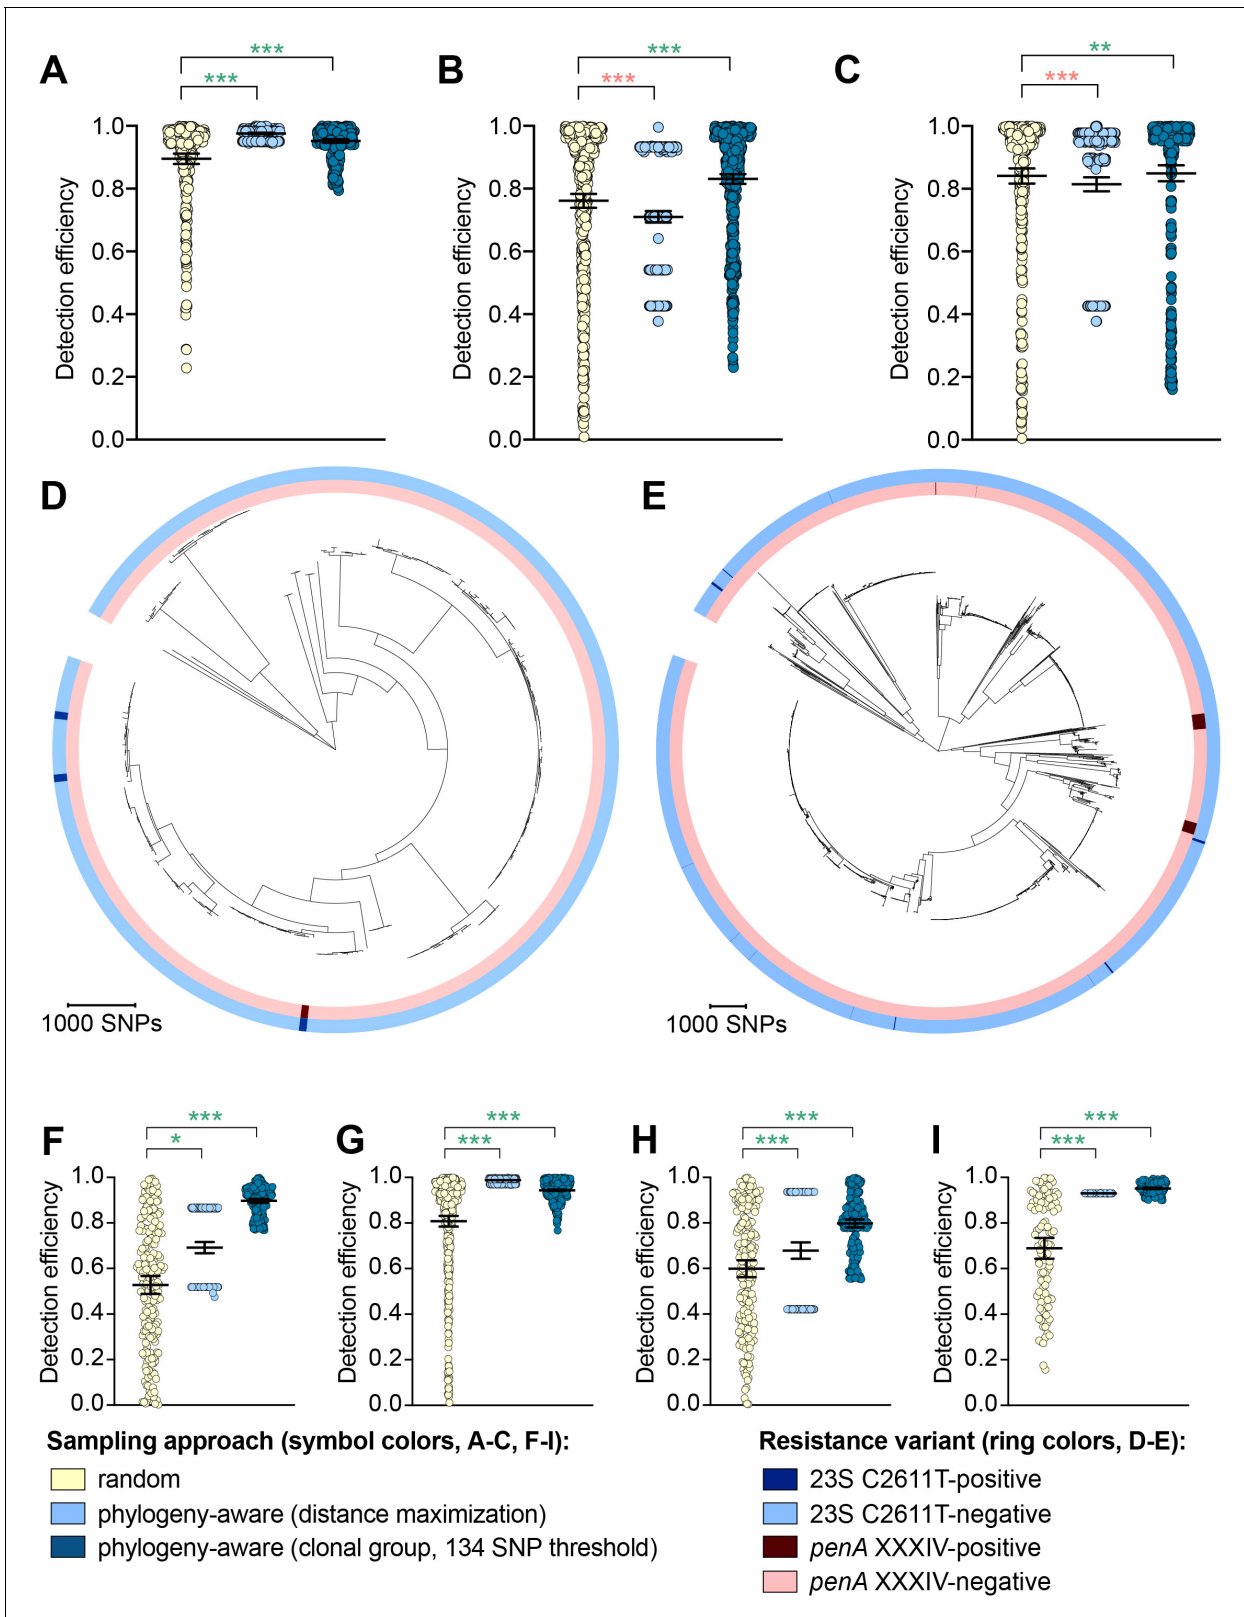 A
***
***
Detection efficiency
1.0
0.8
0.6
0.4
0.2
0.0
B
***
***
Detection efficiency
1.0
0.8
0.6
0.4
0.2
0.0
C
**
***
Detection efficiency
1.0
0.8
0.6
0.4
0.2
0.0
D
1000 SNPs
E
1000 SNPs
F
***
*
Detection efficiency
1.0
0.8
0.6
0.4
0.2
0.0
G
***
***
Detection efficiency
1.0
0.8
0.6
0.4
0.2
0.0
H
***
***
Detection efficiency
1.0
0.8
0.6
0.4
0.2
0.0
I
***
***
Detection efficiency
1.0
0.8
0.6
0.4
0.2
0.0
Sampling approach (symbol colors, A-C, F-I):
random
phylogeny-aware (distance maximization)
phylogeny-aware (clonal group, 134 SNP threshold)
Resistance variant (ring colors, D-E):
23S C2611T-positive
23S C2611T-negative
penA XXXIV-positive
penA XXXIV-negative